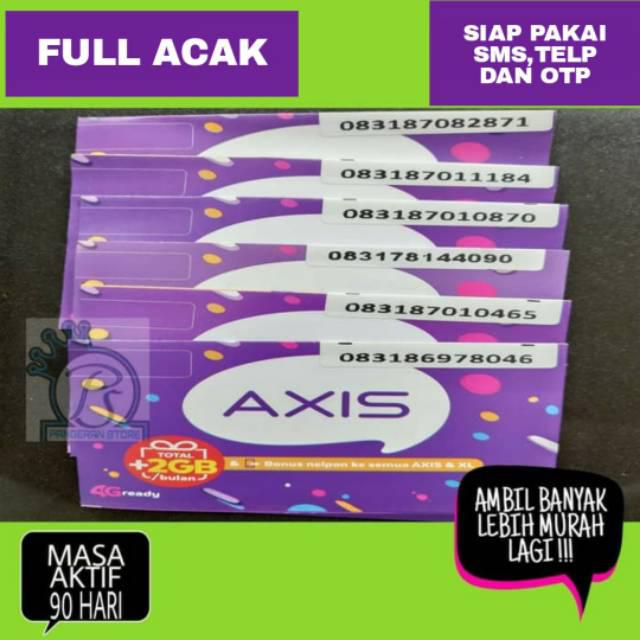 FULL ACAK
SIAP PAKAI
SMS,TELP
DAN OTP
083187082871
083187011184
083187010870
083178144090
083187010465
083186978046
AXIS
TOTAL
+2GB
/bulan
& Bonus nelpon ke semua AXIS & XL
4G ready
PANGERAN STORE
MASA
AKTIF
90 HARI
AMBIL BANYAK
LEBIH MURAH
LAGI !!!